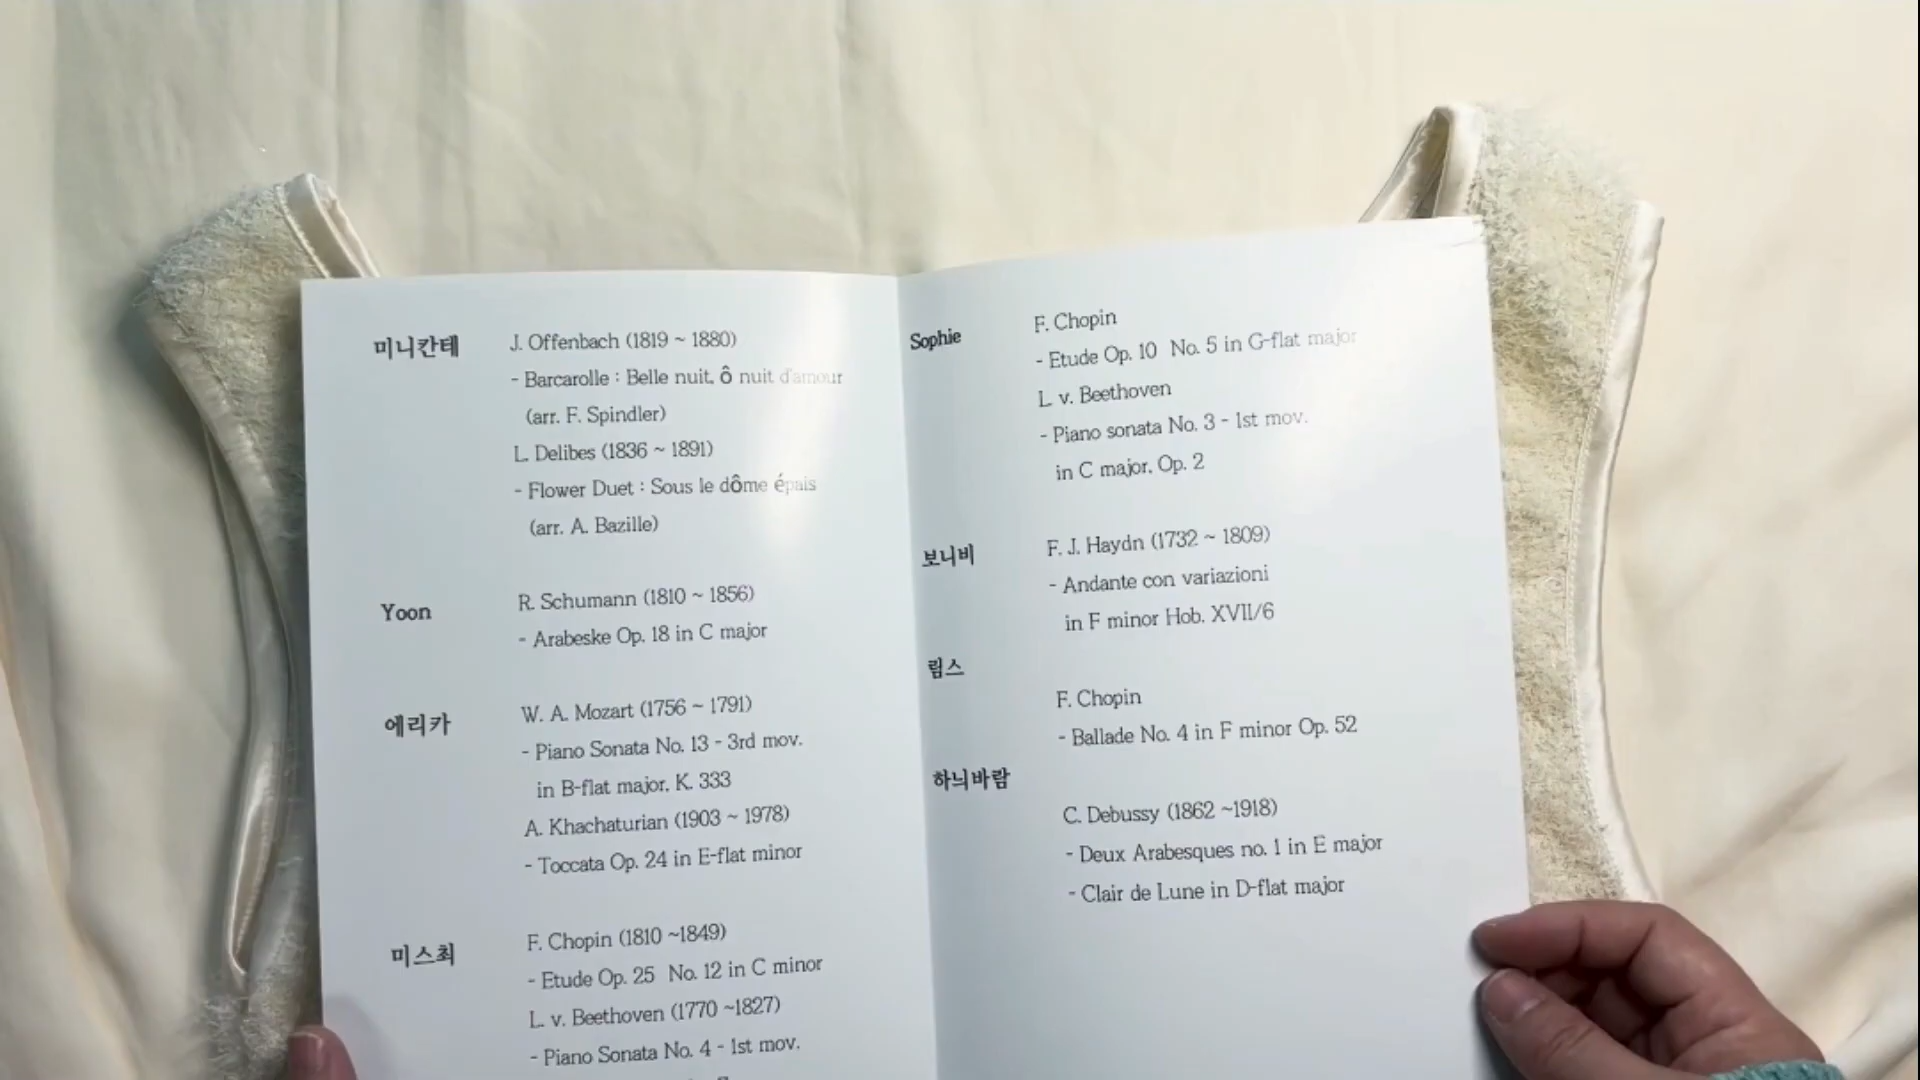 미니칸테
J. Offenbach (1819 ~ 1880)
- Barcarolle : Belle nuit, ô nuit d'amour
(arr. F. Spindler)
L. Delibes (1836 ~ 1891)
- Flower Duet : Sous le dôme épais
(arr. A. Bazille)
Yoon
R. Schumann (1810 ~ 1856)
- Arabeske Op. 18 in C major
에리카
W. A. Mozart (1756 ~ 1791)
- Piano Sonata No. 13 - 3rd mov.
in B-flat major, K. 333
A. Khachaturian (1903 ~ 1978)
- Toccata Op. 24 in E-flat minor
미스최
F. Chopin (1810 ~1849)
- Etude Op. 25 No. 12 in C minor
L. v. Beethoven (1770 ~1827)
- Piano Sonata No. 4 - 1st mov.
Sophie
F. Chopin
- Etude Op. 10 No. 5 in G-flat major
L. v. Beethoven
- Piano sonata No. 3 - 1st mov.
in C major, Op. 2
보니비
F. J. Haydn (1732 ~ 1809)
- Andante con variazioni
in F minor Hob. XVII/6
림스
F. Chopin
- Ballade No. 4 in F minor Op. 52
하늬바람
C. Debussy (1862 ~1918)
- Deux Arabesques no. 1 in E major
- Clair de Lune in D-flat major